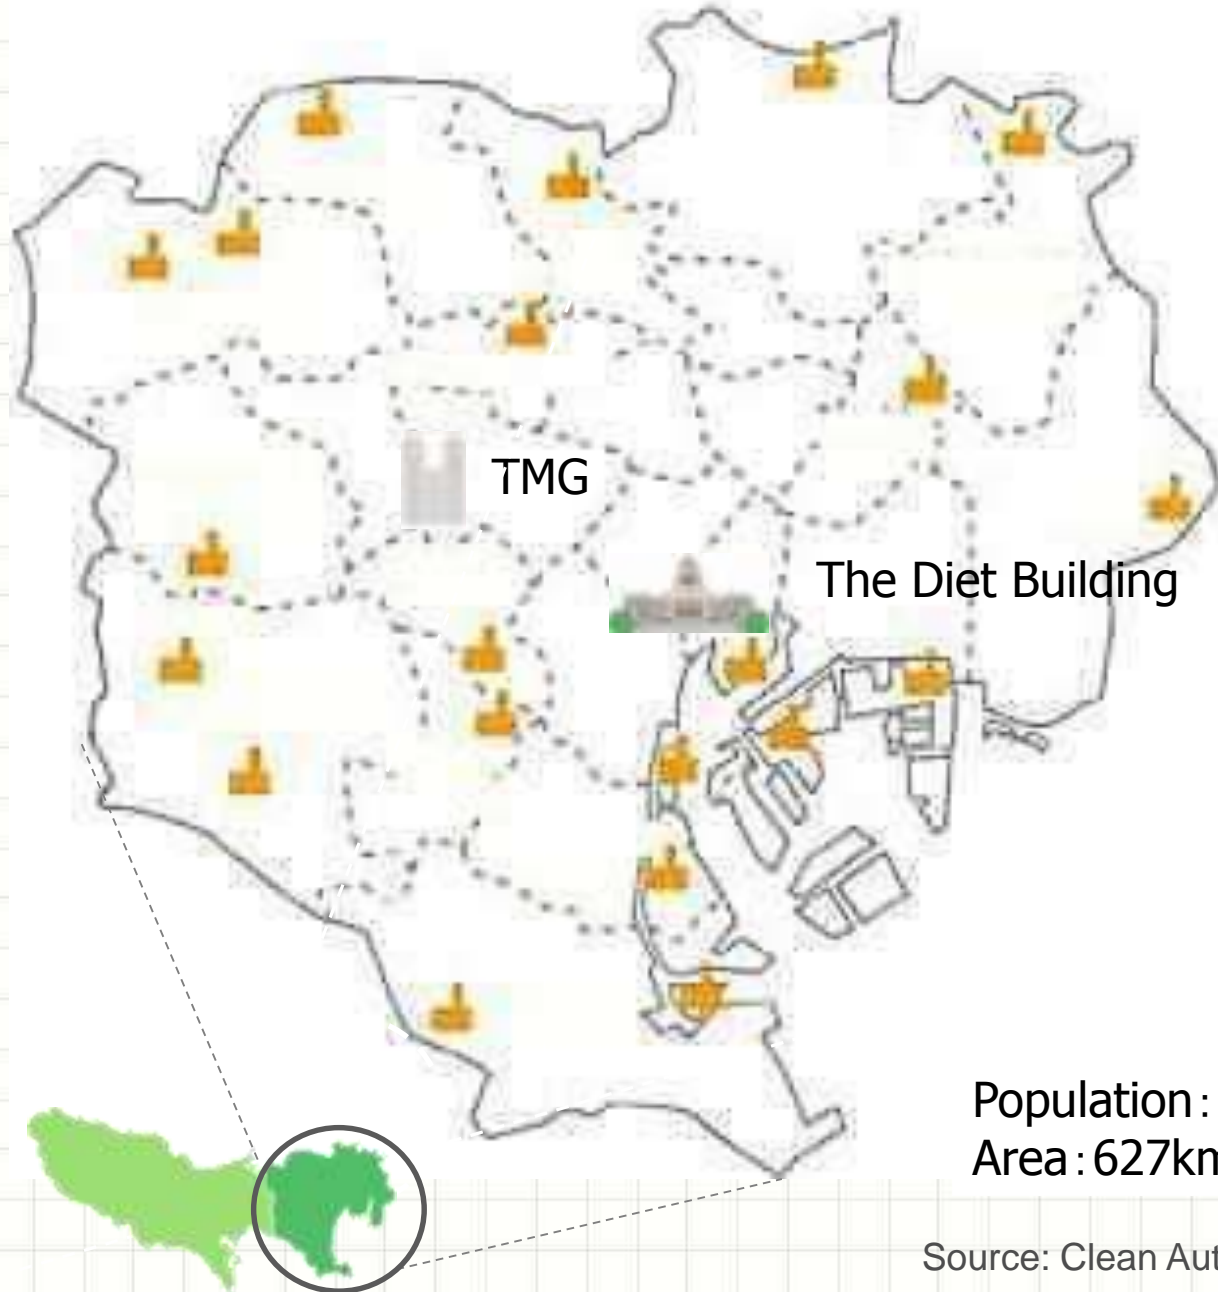 TMG
The Diet Building
Population:
Area:627km
Source: Clean Aut